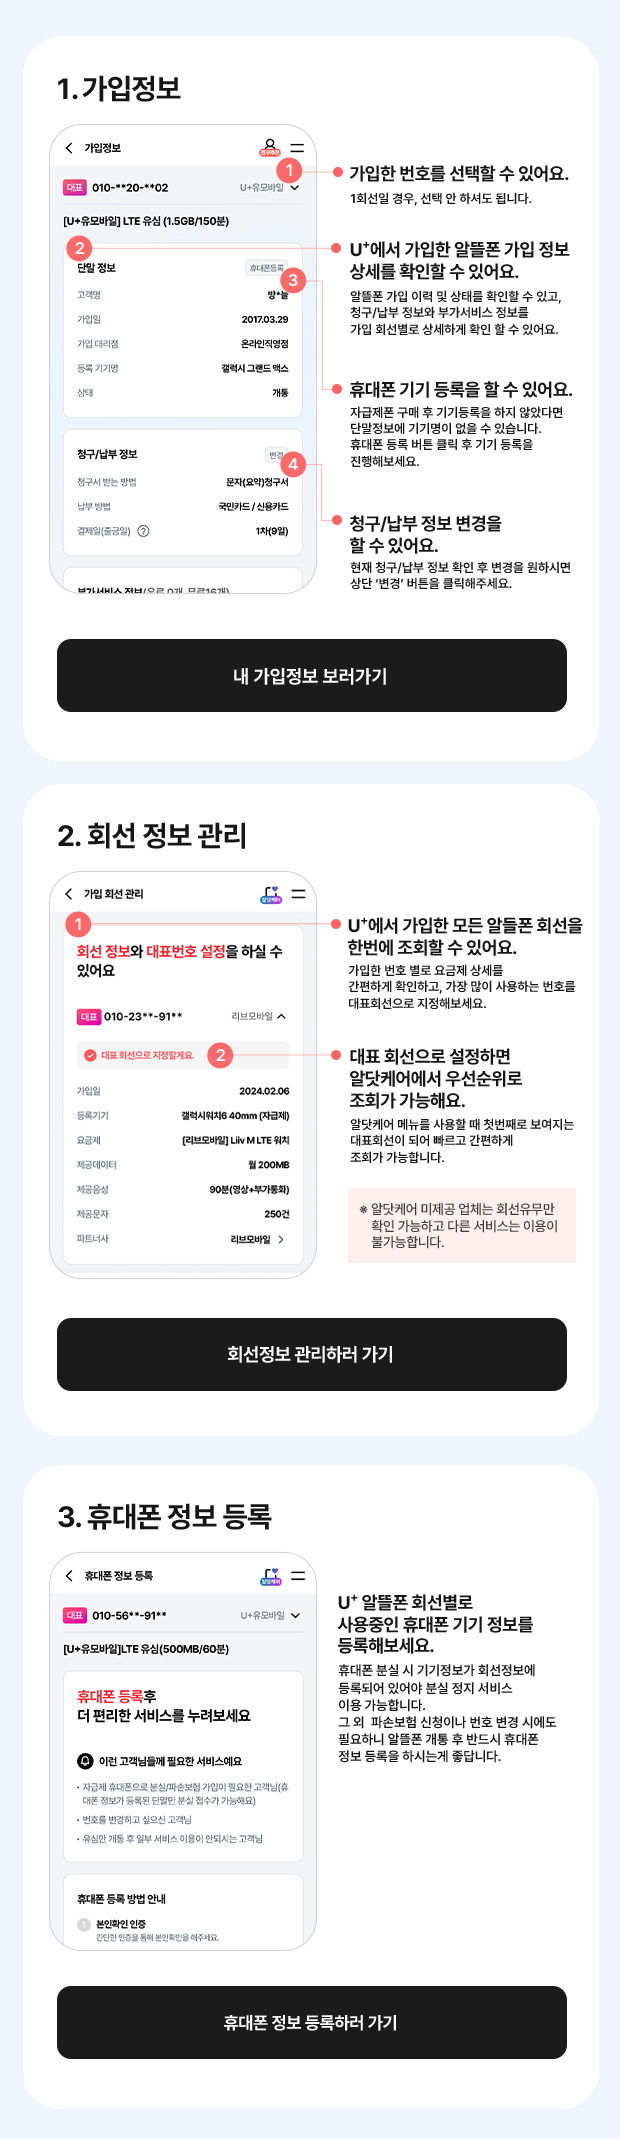 1. 가입정보
가입정보
1
대표 010-**20-**02 U+유모바일
[U+유모바일] LTE 유심 (1.5GB/150분)
2
단말 정보 휴대폰등록
3
고객명 방*늘
가입일 2017.03.29
가입 대리점 온라인직영점
등록 기기명 갤럭시 그랜드 맥스
상태 개통
청구/납부 정보 변경
4
청구서 받는 방법 문자(요약)청구서
납부 방법 국민카드 / 신용카드
결제일(출금일) ? 1차(9일)
부가서비스 정보(유료 0개, 무료16개)
가입한 번호를 선택할 수 있어요.
1회선일 경우, 선택 안 하셔도 됩니다.
U+에서 가입한 알뜰폰 가입 정보
상세를 확인할 수 있어요.
알뜰폰 가입 이력 및 상태를 확인할 수 있고,
청구/납부 정보와 부가서비스 정보를
가입 회선별로 상세하게 확인 할 수 있어요.
휴대폰 기기 등록을 할 수 있어요.
자급제폰 구매 후 기기등록을 하지 않았다면
단말정보에 기기명이 없을 수 있습니다.
휴대폰 등록 버튼 클릭 후 기기 등록을
진행해보세요.
청구/납부 정보 변경을
할 수 있어요.
현재 청구/납부 정보 확인 후 변경을 원하시면
상단 ‘변경’ 버튼을 클릭해주세요.
내 가입정보 보러가기
2. 회선 정보 관리
가입 회선 관리
알닷케어
1
회선 정보와 대표번호 설정을 하실 수
있어요
대표 010-23**-91** 리브모바일
대표 회선으로 지정할게요.
2
가입일 2024.02.06
등록기기 갤럭시워치6 40mm (자급제)
요금제 [리브모바일] Liiv M LTE 워치
제공데이터 월 200MB
제공음성 90분(영상+부가통화)
제공문자 250건
파트너사 리브모바일
U+에서 가입한 모든 알들폰 회선을
한번에 조회할 수 있어요.
가입한 번호 별로 요금제 상세를
간편하게 확인하고, 가장 많이 사용하는 번호를
대표회선으로 지정해보세요.
대표 회선으로 설정하면
알닷케어에서 우선순위로
조회가 가능해요.
알닷케어 메뉴를 사용할 때 첫번째로 보여지는
대표회선이 되어 빠르고 간편하게
조회가 가능합니다.
※ 알닷케어 미제공 업체는 회선유무만
확인 가능하고 다른 서비스는 이용이
불가능합니다.
회선정보 관리하러 가기
3. 휴대폰 정보 등록
휴대폰 정보 등록
알닷케어
대표 010-56**-91** U+유모바일
[U+유모바일]LTE 유심(500MB/60분)
휴대폰 등록후
더 편리한 서비스를 누려보세요
이런 고객님들께 필요한 서비스예요
• 자급제 휴대폰으로 분실/파손보험 가입이 필요한 고객님(휴
대폰 정보가 등록된 단말만 분실 접수가 가능해요)
• 번호를 변경하고 싶으신 고객님
• 유심만 개통 후 일부 서비스 이용이 안되시는 고객님
휴대폰 등록 방법 안내
1 본인확인 인증
간단한 인증을 통해 본인확인을 해주세요.
U+ 알뜰폰 회선별로
사용중인 휴대폰 기기 정보를
등록해보세요.
휴대폰 분실 시 기기정보가 회선정보에
등록되어 있어야 분실 정지 서비스
이용 가능합니다.
그 외 파손보험 신청이나 번호 변경 시에도
필요하니 알뜰폰 개통 후 반드시 휴대폰
정보 등록을 하시는게 좋답니다.
휴대폰 정보 등록하러 가기